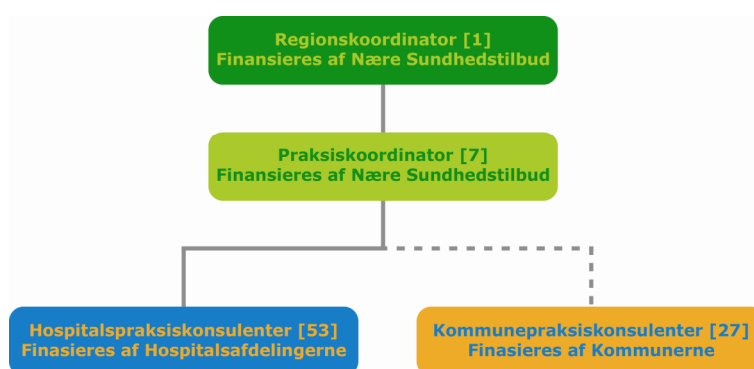 Regionskoordinator [1]
Finansieres af Nære Sundhedstilbud
Praksiskoordinator [7]
Finansieres af Nære Sundhedstilbud
Hospitalspraksiskonsulenter [53]
Finasieres af Hospitalsafdelingerne
Kommunepraksiskonsulenter [27]
Finasieres af Kommunerne